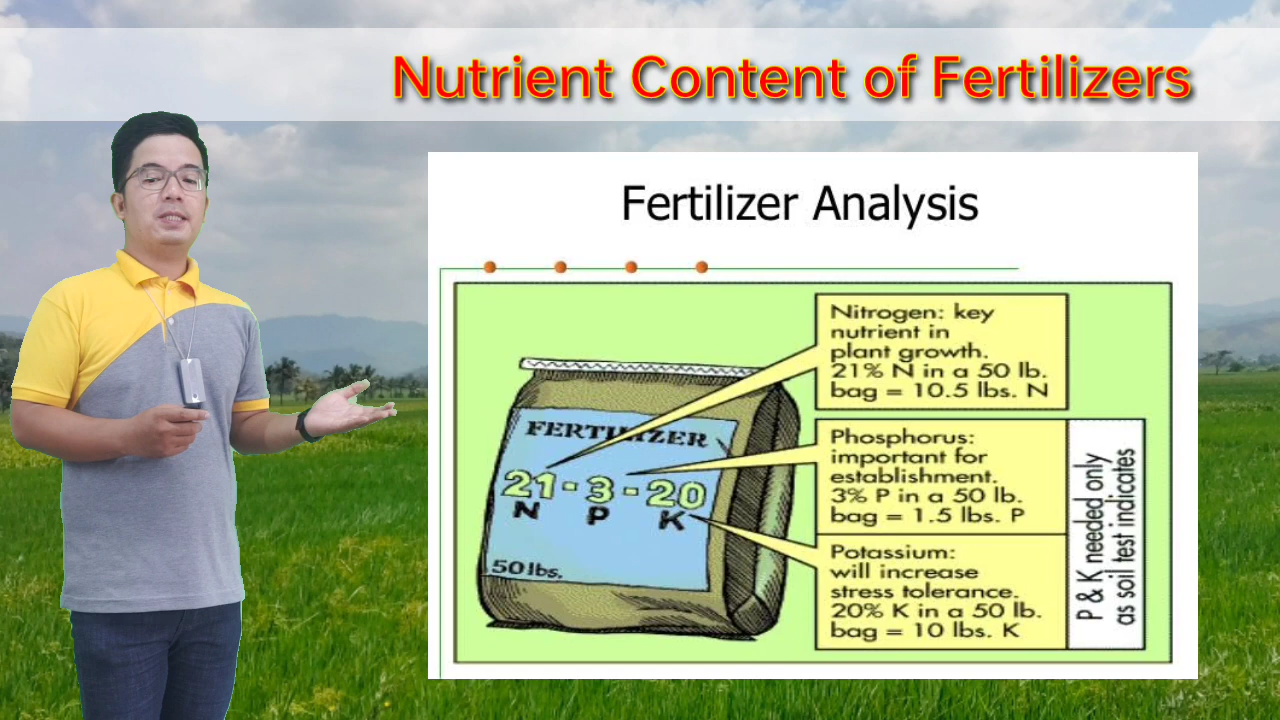 Nutrient Content of Fertilizers
Fertilizer Analysis
FERTILIZER
21-3-20
N P K
50 lbs.
Nitrogen: key
nutrient in
plant growth.
21% N in a 50 lb.
bag = 10.5 lbs. N
Phosphorus:
important for
establishment.
3% P in a 50 lb.
bag = 1.5 lbs. P
Potassium:
will increase
stress tolerance.
20% K in a 50 lb.
bag = 10 lbs. K
P & K needed only
as soil test indicates